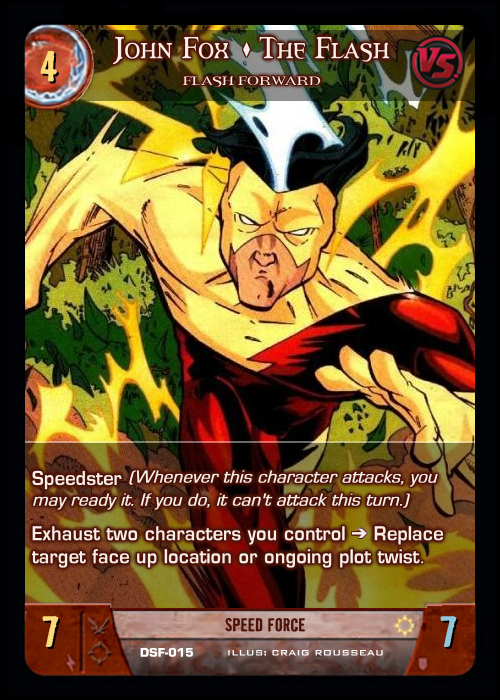 4
John Fox ♦ The Flash
VS
Flash Forward
Speedster (Whenever this character attacks, you
may ready it. If you do, it can't attack this turn.)
Exhaust two characters you control → Replace
target face up location or ongoing plot twist.
7
SPEED FORCE
7
DSF-015 ILLUS: CRAIG ROUSSEAU